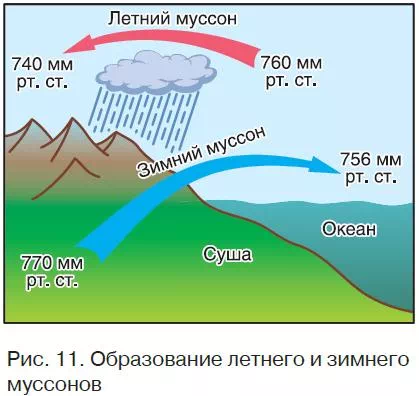 Летний муссон
740 мм
рт. ст.
760 мм
рт. ст.
Зимний муссон
756 мм
рт. ст.
Океан
770 мм
рт. ст.
Суша
Рис. 11. Образование летнего и зимнего
муссонов